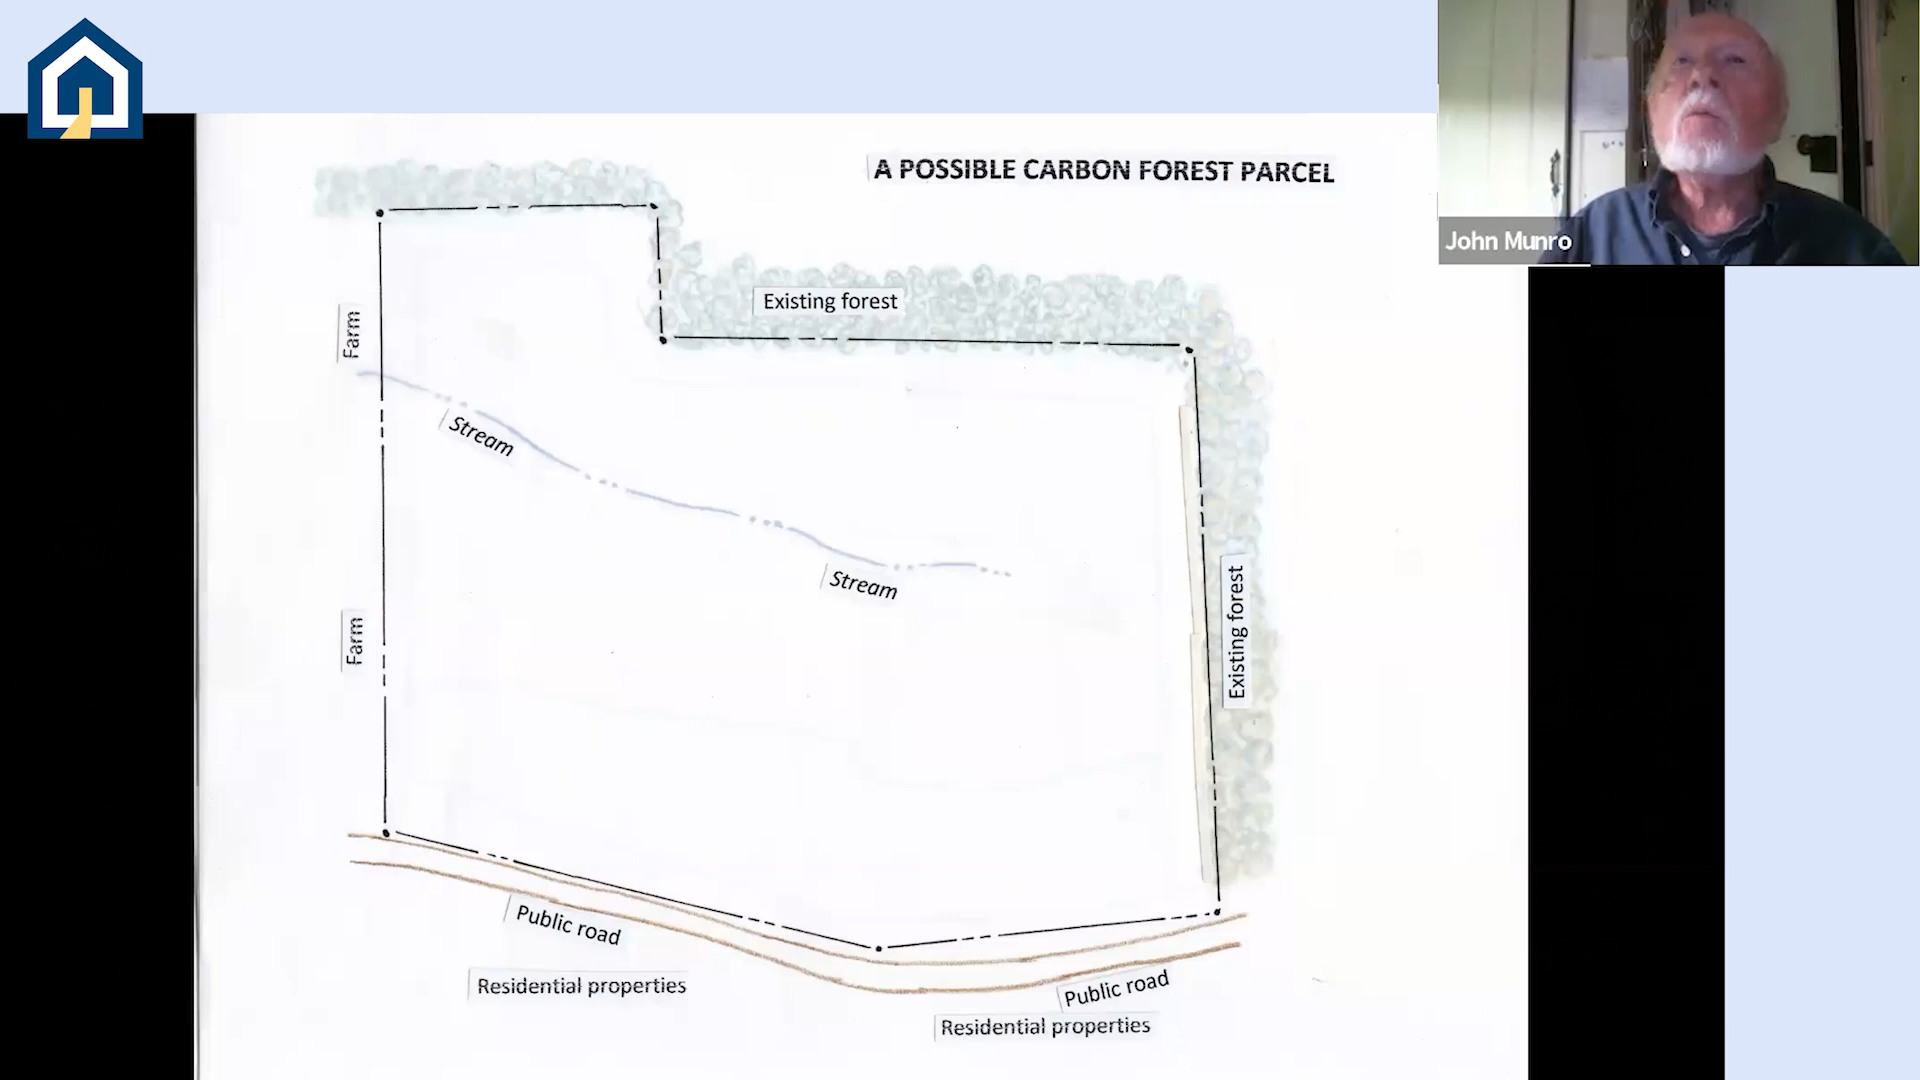 A POSSIBLE CARBON FOREST PARCEL
John Munro
Existing forest
Farm
Stream
Stream
Existing forest
Farm
Public road
Residential properties
Public road
Residential properties